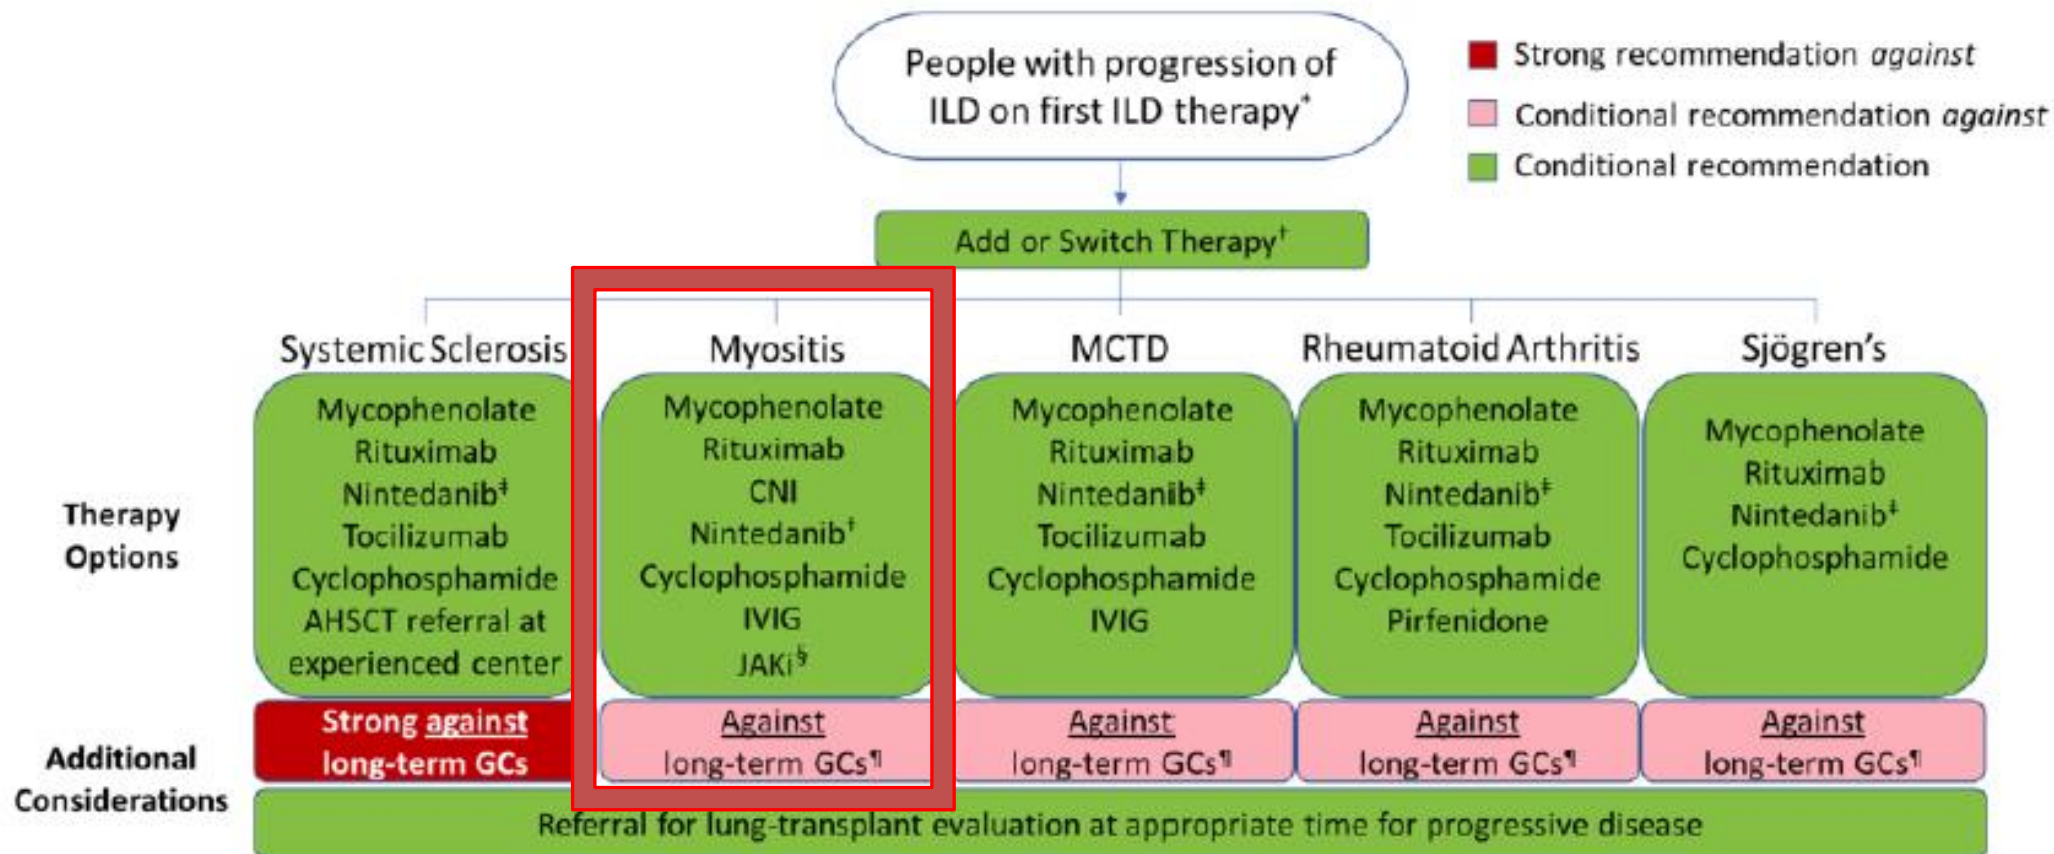 People with progression of
ILD on first ILD therapy*
Strong recommendation against
Conditional recommendation against
Conditional recommendation
Add or Switch Therapy†
Systemic Sclerosis
Myositis
MCTD
Rheumatoid Arthritis
Sjögren's
Therapy
Options
Mycophenolate
Rituximab
Nintedanib‡
Tocilizumab
Cyclophosphamide
AHSCT referral at
experienced center
Mycophenolate
Rituximab
CNI
Nintedanib†
Cyclophosphamide
IVIG
JAKi§
Mycophenolate
Rituximab
Nintedanib‡
Tocilizumab
Cyclophosphamide
IVIG
Mycophenolate
Rituximab
Nintedanib‡
Tocilizumab
Cyclophosphamide
Pirfenidone
Mycophenolate
Rituximab
Nintedanib‡
Cyclophosphamide
Additional
Considerations
Strong against
long-term GCs
Against
long-term GCs¶
Against
long-term GCs¶
Against
long-term GCs¶
Against
long-term GCs¶
Referral for lung-transplant evaluation at appropriate time for progressive disease